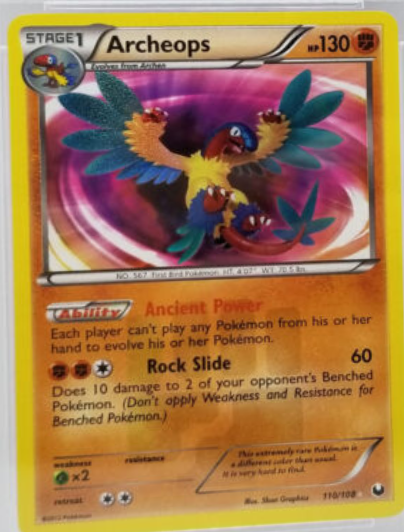 STAGE1 Archeops HP130
Evolves from Archen
NO. 567 First Bird Pokémon HT: 4'07" WT: 70.5 lbs.
Ability Ancient Power
Each player can't play any Pokémon from his or her
hand to evolve his or her Pokémon.
Rock Slide 60
Does 10 damage to 2 of your opponent's Benched
Pokémon. (Don't apply Weakness and Resistance for
Benched Pokémon.)
weakness resistance
×2
retreat
This extremely rare Pokémon is
a different color than usual.
It is very hard to find.
Illus. Shust Graphics 110/108
©2012 Pokémon